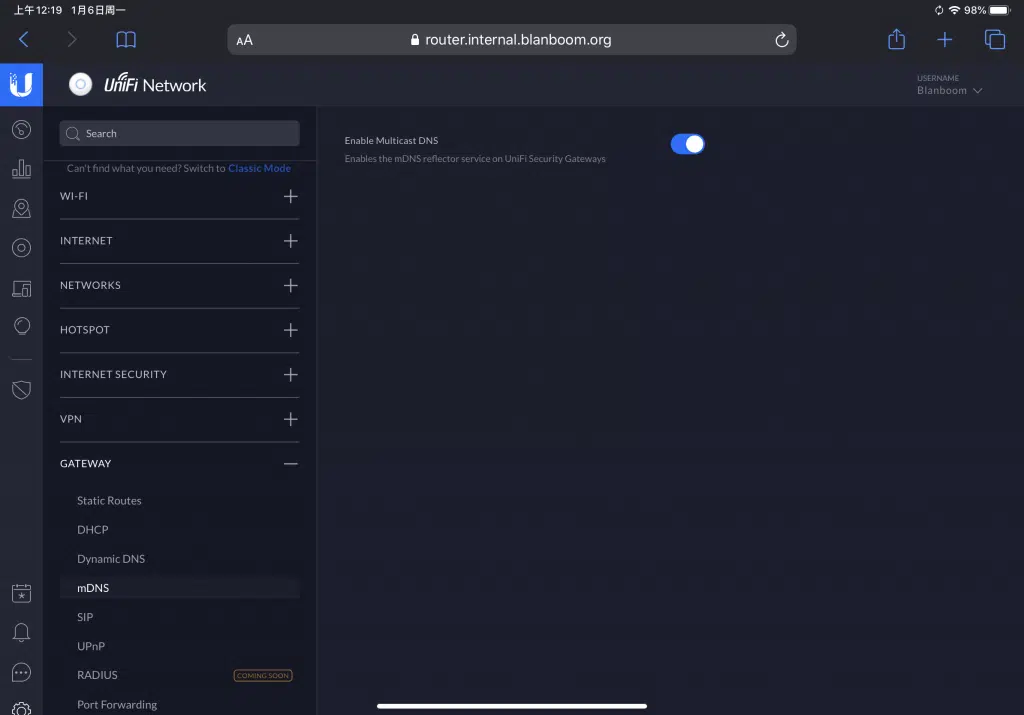 上午12:19 1月6日周一
98%
AA
router.internal.blanboom.org
UniFi Network
USERNAME
Blanboom
Search
Can't find what you need? Switch to Classic Mode
WI-FI
INTERNET
NETWORKS
HOTSPOT
INTERNET SECURITY
VPN
GATEWAY
Static Routes
DHCP
Dynamic DNS
mDNS
SIP
UPnP
RADIUS
COMING SOON
Port Forwarding
Enable Multicast DNS
Enables the mDNS reflector service on UniFi Security Gateways